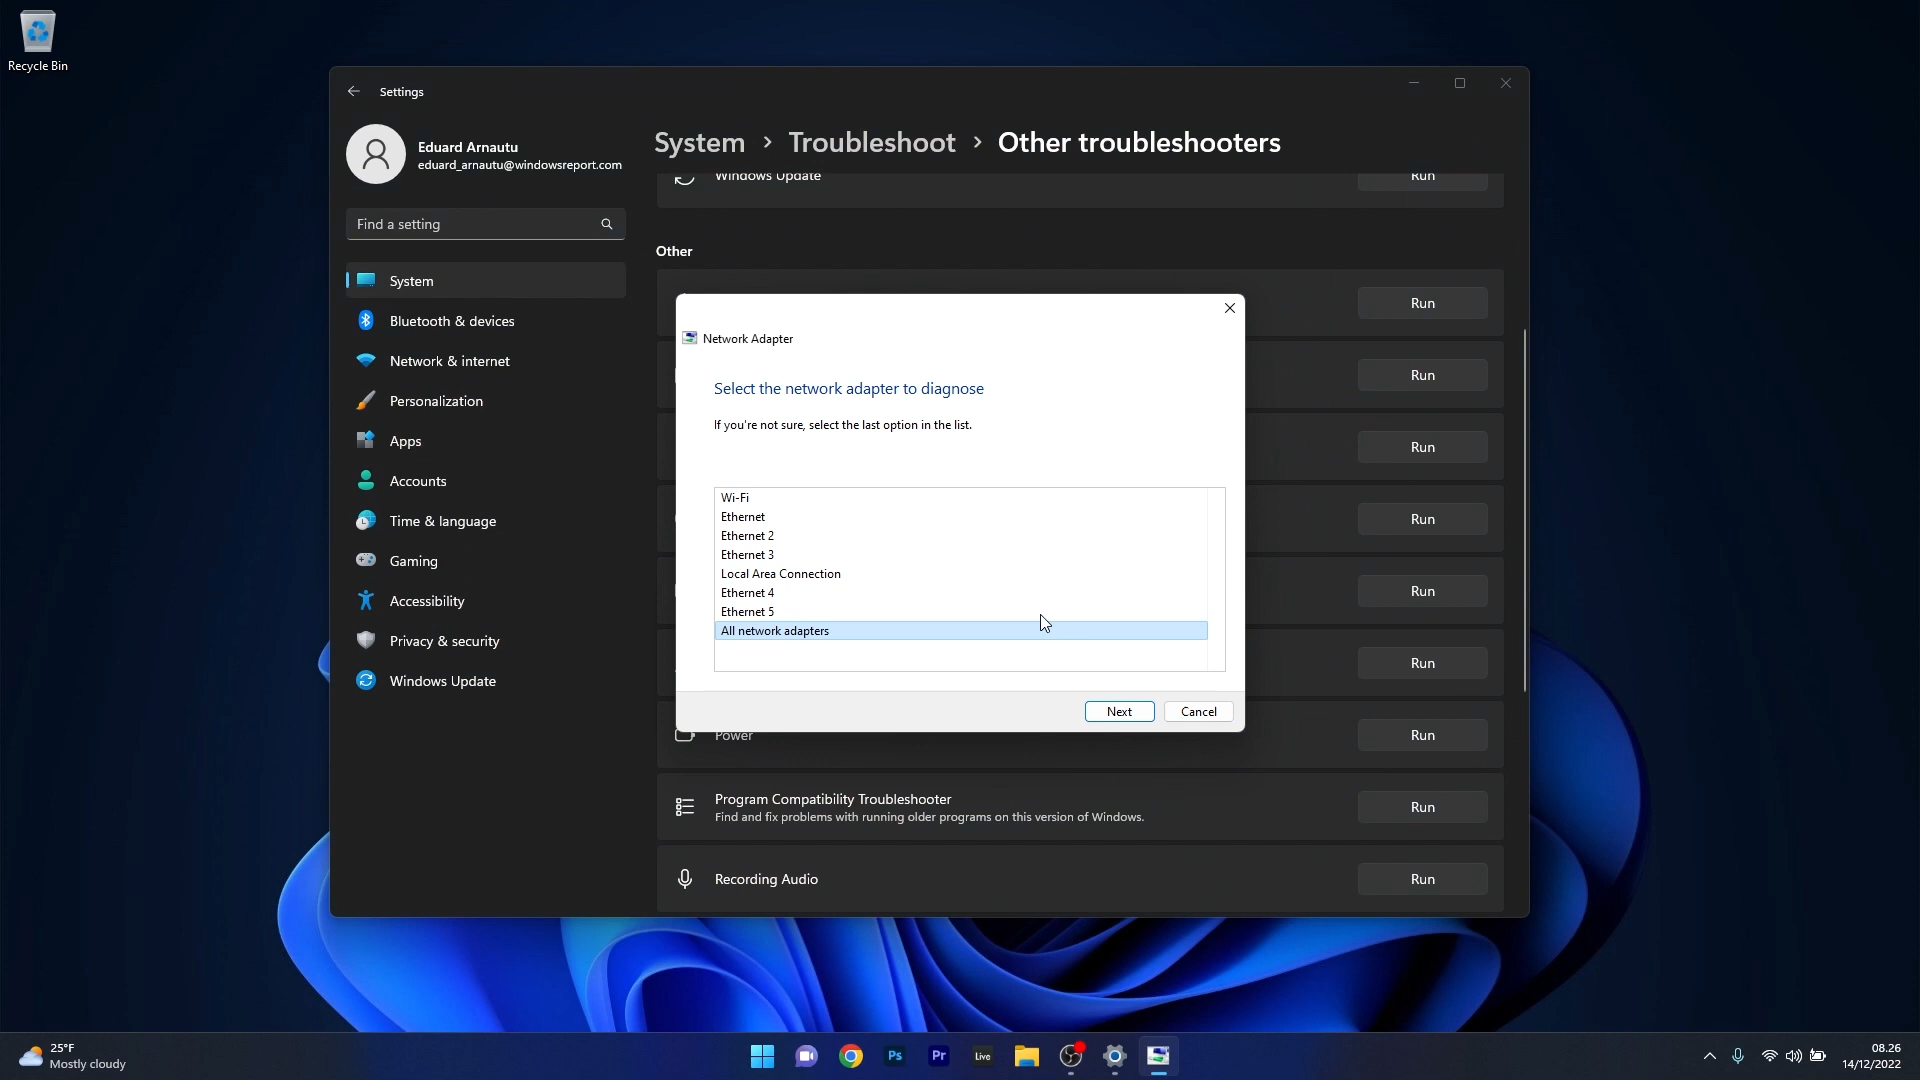 Recycle Bin
Settings
Eduard Arnautu
eduard_arnautu@windowsreport.com
Find a setting
System
Bluetooth & devices
Network & internet
Personalization
Apps
Accounts
Time & language
Gaming
Accessibility
Privacy & security
Windows Update
System > Troubleshoot > Other troubleshooters
Windows Update Run
Other
Run
Run
Run
Run
Run
Run
Network Adapter
Select the network adapter to diagnose
If you're not sure, select the last option in the list.
Wi-Fi
Ethernet
Ethernet 2
Ethernet 3
Local Area Connection
Ethernet 4
Ethernet 5
All network adapters
Next Cancel
Power Run
Program Compatibility Troubleshooter
Find and fix problems with running older programs on this version of Windows.
Run
Recording Audio Run
25°F
Mostly cloudy
Ps
Pr
Live
08.26
14/12/2022